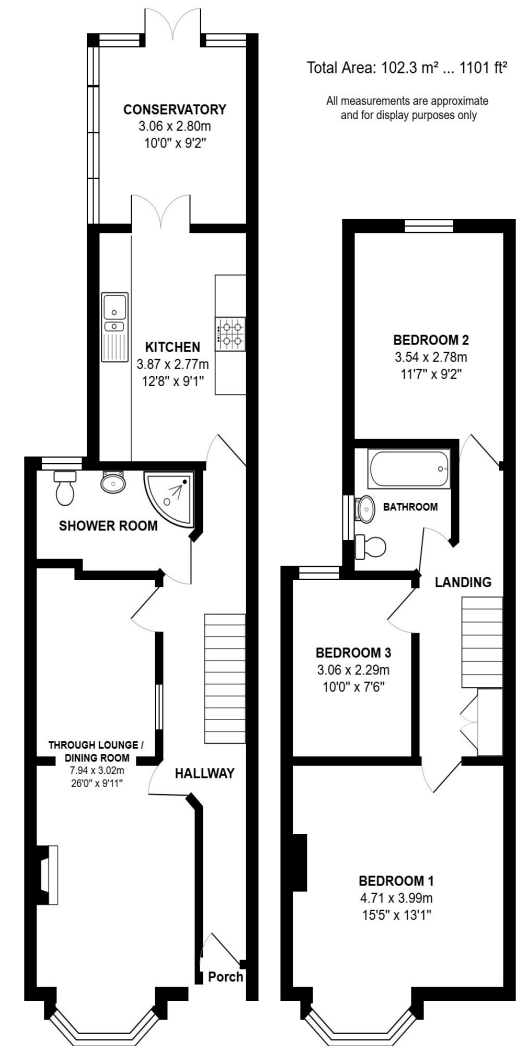 Total Area: 102.3 m² ... 1101 ft²
All measurements are approximate
and for display purposes only
CONSERVATORY
3.06 x 2.80m
10'0" x 9'2"
KITCHEN
3.87 x 2.77m
12'8" x 9'1"
SHOWER ROOM
THROUGH LOUNGE /
DINING ROOM
7.94 x 3.02m
26'0" x 9'11"
HALLWAY
Porch
BEDROOM 2
3.54 x 2.78m
11'7" x 9'2"
BATHROOM
LANDING
BEDROOM 3
3.06 x 2.29m
10'0" x 7'6"
BEDROOM 1
4.71 x 3.99m
15'5" x 13'1"